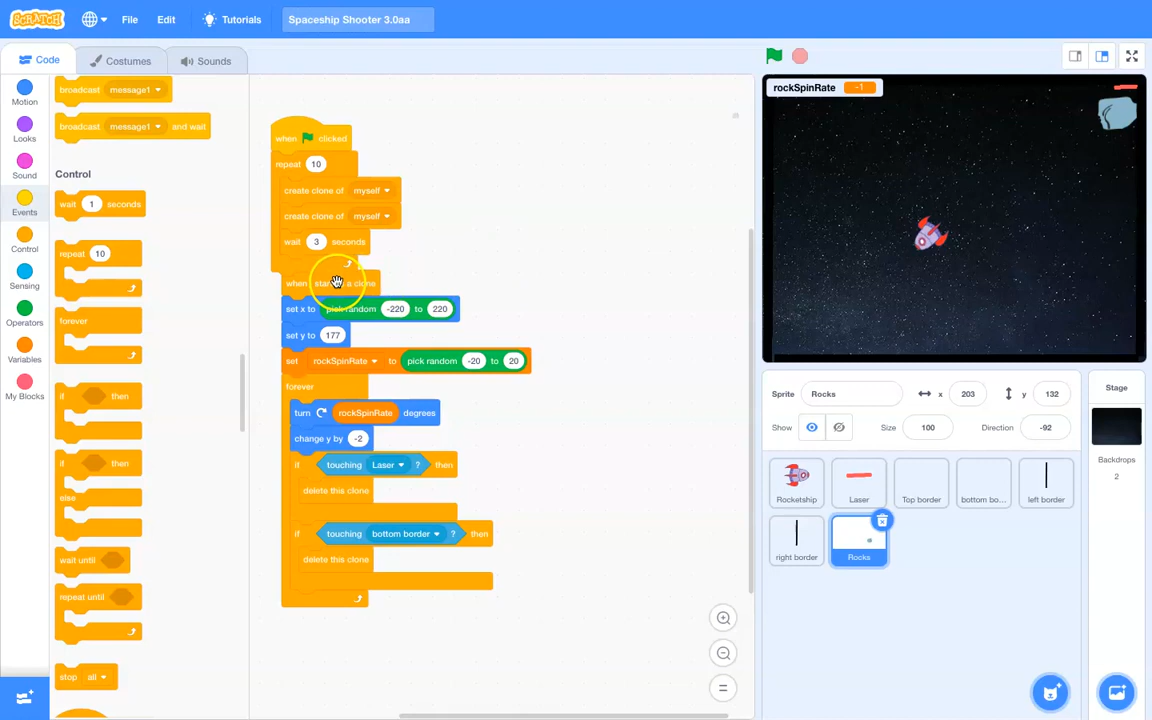 SCRATCH File Edit Tutorials Spaceship Shooter 3.0aa
Code Costumes Sounds
Motion
Looks
Sound
Events
Control
Sensing
Operators
Variables
My Blocks
broadcast message1
broadcast message1 and wait
Control
wait 1 seconds
repeat 10
forever
if then
if then
else
wait until
repeat until
stop all
when clicked
repeat 10
create clone of myself
create clone of myself
wait 3 seconds
when a clone
set x to pick random -220 to 220
set y to 177
set rockSpinRate to pick random -20 to 20
forever
turn rockSpinRate degrees
change y by -2
if touching Laser ? then
delete this clone
if touching bottom border ? then
delete this clone
rockSpinRate -1
Sprite Rocks x 203 y 132
Show Size 100 Direction -92
Rocketship Laser Top border bottom bo... left border
right border Rocks
Stage
Backdrops
2